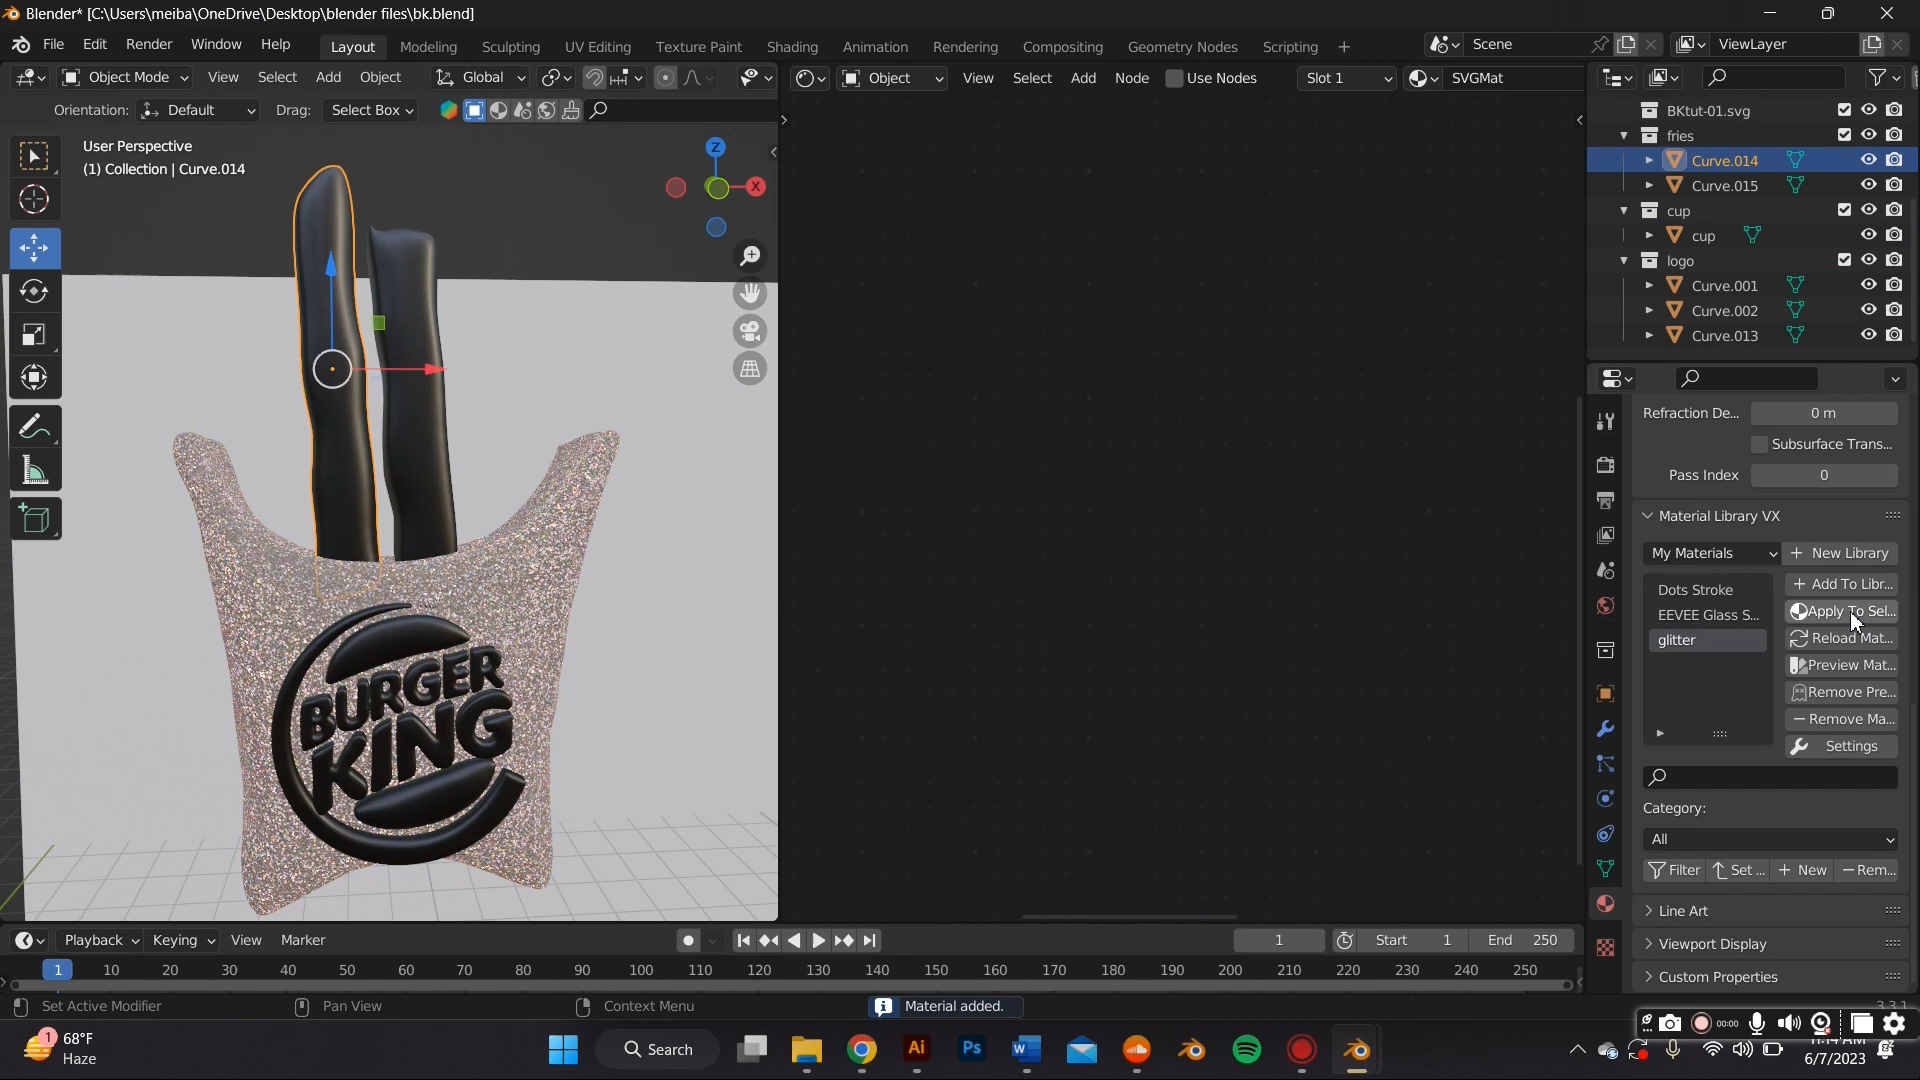 Blender* [C:\Users\meiba\OneDrive\Desktop\blender files\bk.blend]
File Edit Render Window Help Layout Modeling Sculpting UV Editing Texture Paint Shading Animation Rendering Compositing Geometry Nodes Scripting + Scene ViewLayer
Object Mode View Select Add Object Global Object View Select Add Node Use Nodes Slot 1 SVGMat
Orientation: Default Drag: Select Box
User Perspective
(1) Collection | Curve.014
Z
X
BURGER
KING
BKtut-01.svg
fries
Curve.014
Curve.015
cup
cup
logo
Curve.001
Curve.002
Curve.013
Refraction De... 0 m
Subsurface Trans...
Pass Index 0
Material Library VX
My Materials + New Library
Dots Stroke + Add To Libr...
EEVEE Glass S... Apply To Sel...
glitter Reload Mat...
Preview Mat...
Remove Pre...
Remove Ma...
Settings
Category:
All
Filter Set ... + New Rem...
Line Art
Viewport Display
Custom Properties
Playback Keying View Marker 1 Start 1 End 250
1 10 20 30 40 50 60 70 80 90 100 110 120 130 140 150 160 170 180 190 200 210 220 230 240 250
Set Active Modifier Pan View Context Menu Material added.
00:00
1 68°F
Haze
Search Ai Ps W
6/7/2023